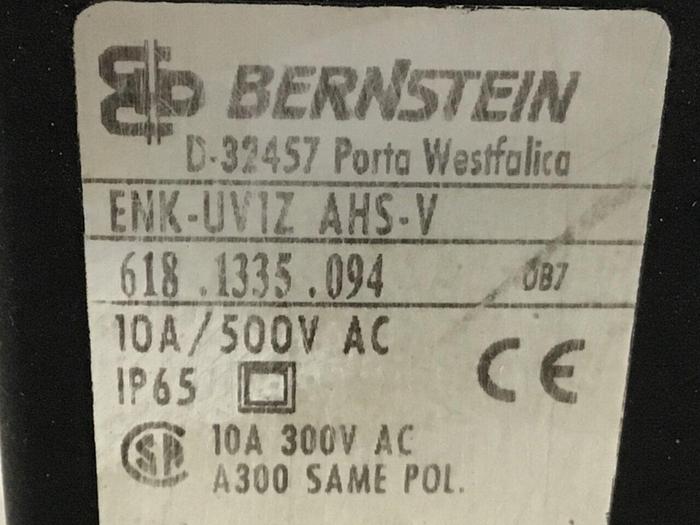 BERNSTEIN
D-32457 Porta Westfalica
ENK-UV1Z AHS-V
618.1335.094 0B7
10A/500V AC
IP65 CE
10A 300V AC
A300 SAME POL.